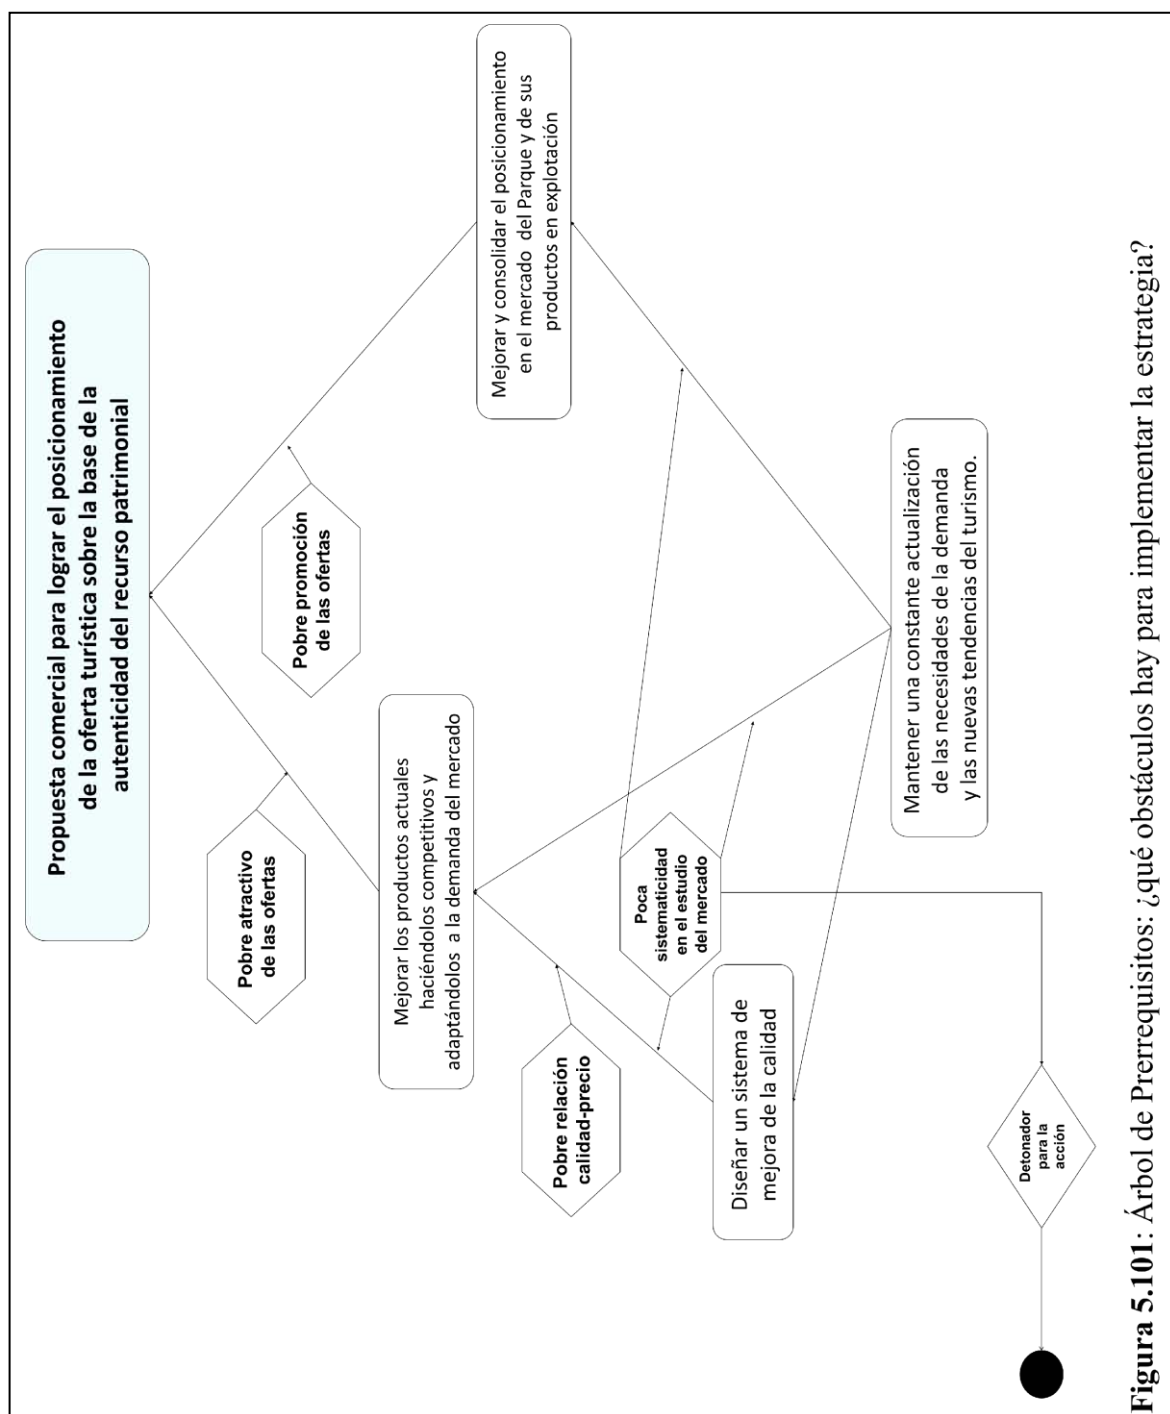 Propuesta comercial para lograr el posicionamiento
de la oferta turística sobre la base de la
autenticidad del recurso patrimonial
Pobre atractivo
de las ofertas
Pobre promoción
de las ofertas
Mejorar los productos actuales
haciéndolos competitivos y
adaptándolos a la demanda del mercado
Mejorar y consolidar el posicionamiento
en el mercado del Parque y de sus
productos en explotación
Pobre relación
calidad-precio
Poca
sistematicidad
en el estudio
del mercado
Diseñar un sistema de
mejora de la calidad
Mantener una constante actualización
de las necesidades de la demanda
y las nuevas tendencias del turismo.
Detonador
para la
acción
Figura 5.101: Árbol de Prerrequisitos: ¿qué obstáculos hay para implementar la estrategia?